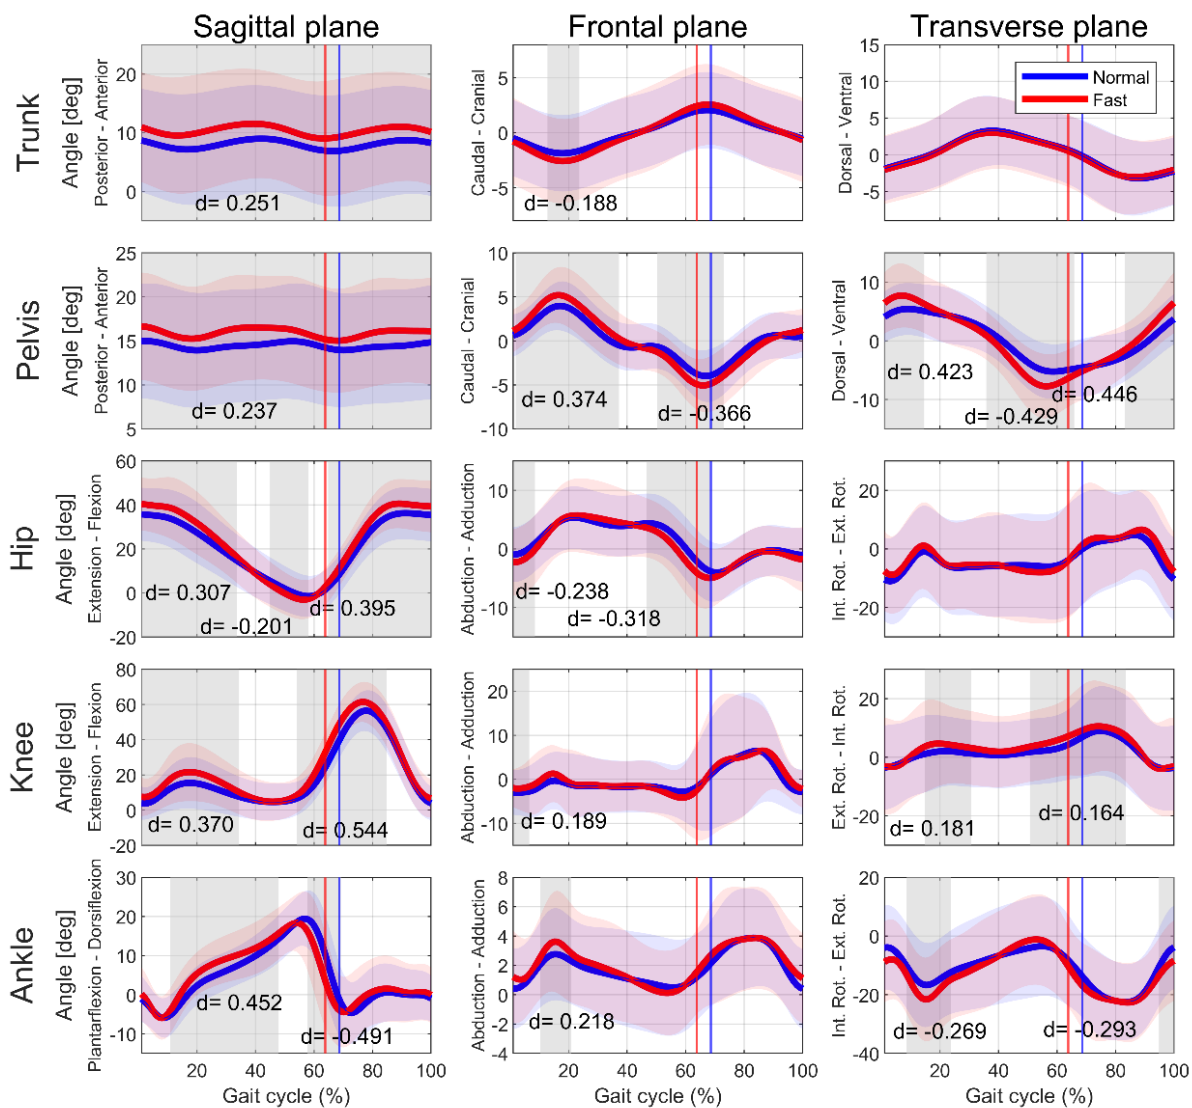 Sagittal plane
Frontal plane
Transverse plane
Trunk
Angle [deg]
Posterior - Anterior
20
10
0
d= 0.251
Caudal - Cranial
5
0
-5
d= -0.188
Dorsal - Ventral
15
10
5
0
-5
Normal
Fast
Pelvis
Angle [deg]
Posterior - Anterior
25
20
15
10
5
d= 0.237
Caudal - Cranial
10
5
0
-5
-10
d= 0.374
d= -0.366
Dorsal - Ventral
10
0
-10
d= 0.423
d= -0.429
d= 0.446
Hip
Angle [deg]
Extension - Flexion
60
40
20
0
-20
d= 0.307
d= -0.201
d= 0.395
Abduction - Adduction
10
0
-10
d= -0.238
d= -0.318
Int. Rot. - Ext. Rot.
20
0
-20
Knee
Angle [deg]
Extension - Flexion
80
60
40
20
0
-20
d= 0.370
d= 0.544
Abduction - Adduction
20
10
0
-10
d= 0.189
Ext. Rot. - Int. Rot.
20
0
-20
d= 0.181
d= 0.164
Ankle
Angle [deg]
Plantarflexion - Dorsiflexion
30
20
10
0
-10
d= 0.452
d= -0.491
20 40 60 80 100
Gait cycle (%)
Abduction - Adduction
8
6
4
2
0
-2
-4
d= 0.218
20 40 60 80 100
Gait cycle (%)
Int. Rot. - Ext. Rot.
20
0
-20
-40
d= -0.269
d= -0.293
20 40 60 80 100
Gait cycle (%)